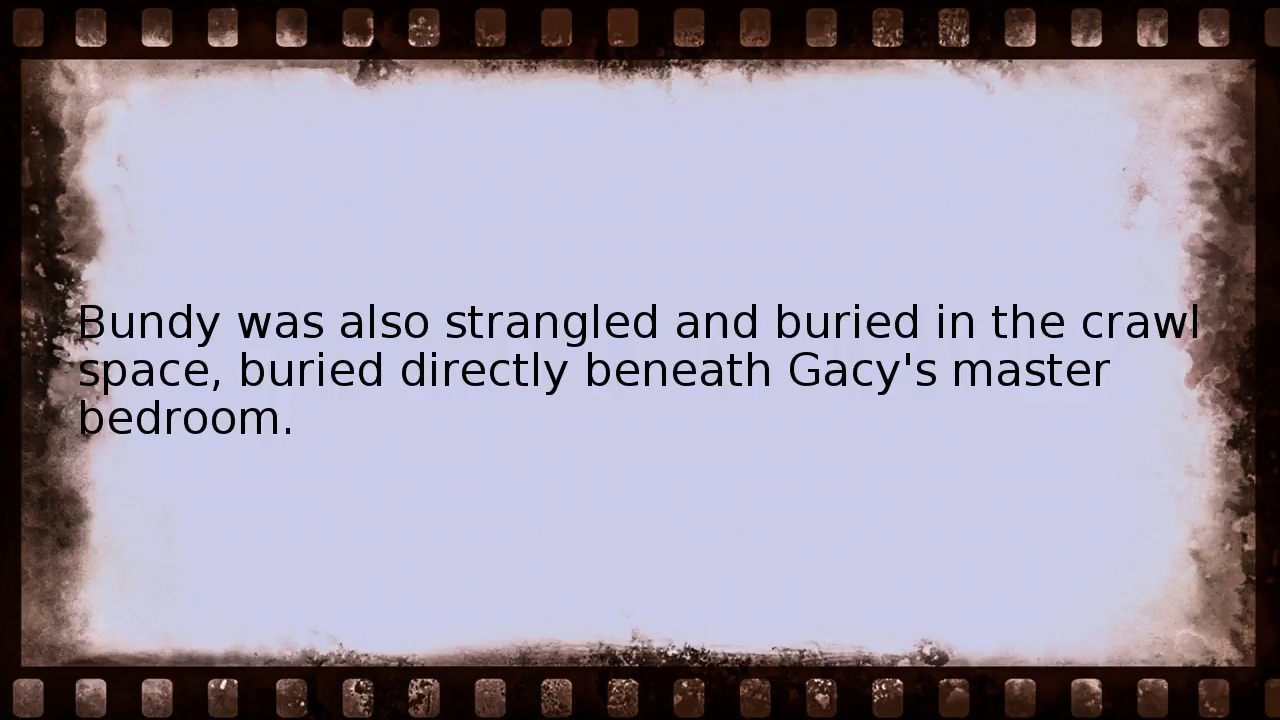 Bundy was also strangled and buried in the crawl
space, buried directly beneath Gacy's master
bedroom.